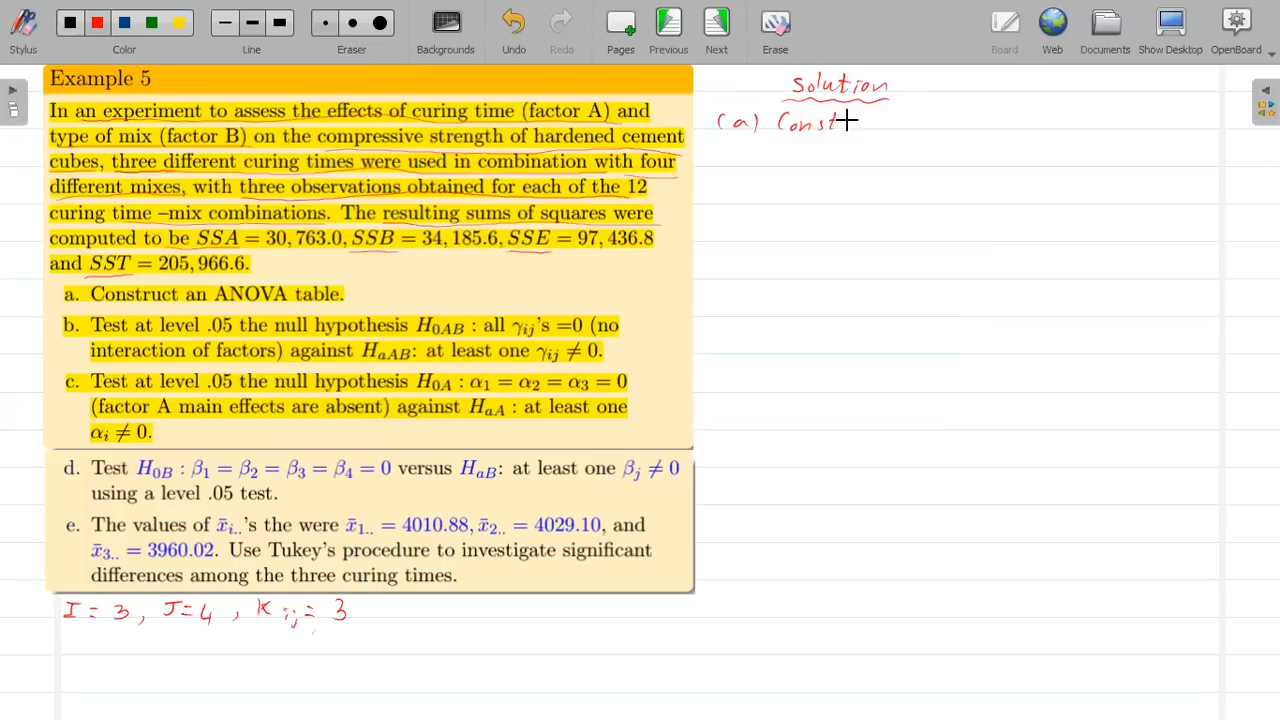 Stylus
Color
Line
Eraser
Backgrounds
Undo
Redo
Pages
Previous
Next
Erase
Board
Web
Documents
Show Desktop
OpenBoard
Example 5
In an experiment to assess the effects of curing time (factor A) and
type of mix (factor B) on the compressive strength of hardened cement
cubes, three different curing times were used in combination with four
different mixes, with three observations obtained for each of the 12
curing time –mix combinations. The resulting sums of squares were
computed to be SSA = 30,763.0, SSB = 34,185.6, SSE = 97,436.8
and SST = 205,966.6.
a. Construct an ANOVA table.
b. Test at level .05 the null hypothesis H₀AB : all γᵢⱼ's =0 (no
interaction of factors) against HₐAB: at least one γᵢⱼ ≠ 0.
c. Test at level .05 the null hypothesis H₀A : α₁ = α₂ = α₃ = 0
(factor A main effects are absent) against HₐA : at least one
αᵢ ≠ 0.
d. Test H₀B : β₁ = β₂ = β₃ = β₄ = 0 versus HₐB: at least one βⱼ ≠ 0
using a level .05 test.
e. The values of x̄ᵢ..'s the were x̄₁.. = 4010.88, x̄₂.. = 4029.10, and
x̄₃.. = 3960.02. Use Tukey's procedure to investigate significant
differences among the three curing times.
I = 3, J=4, Kᵢⱼ = 3
Solution
(a) Const